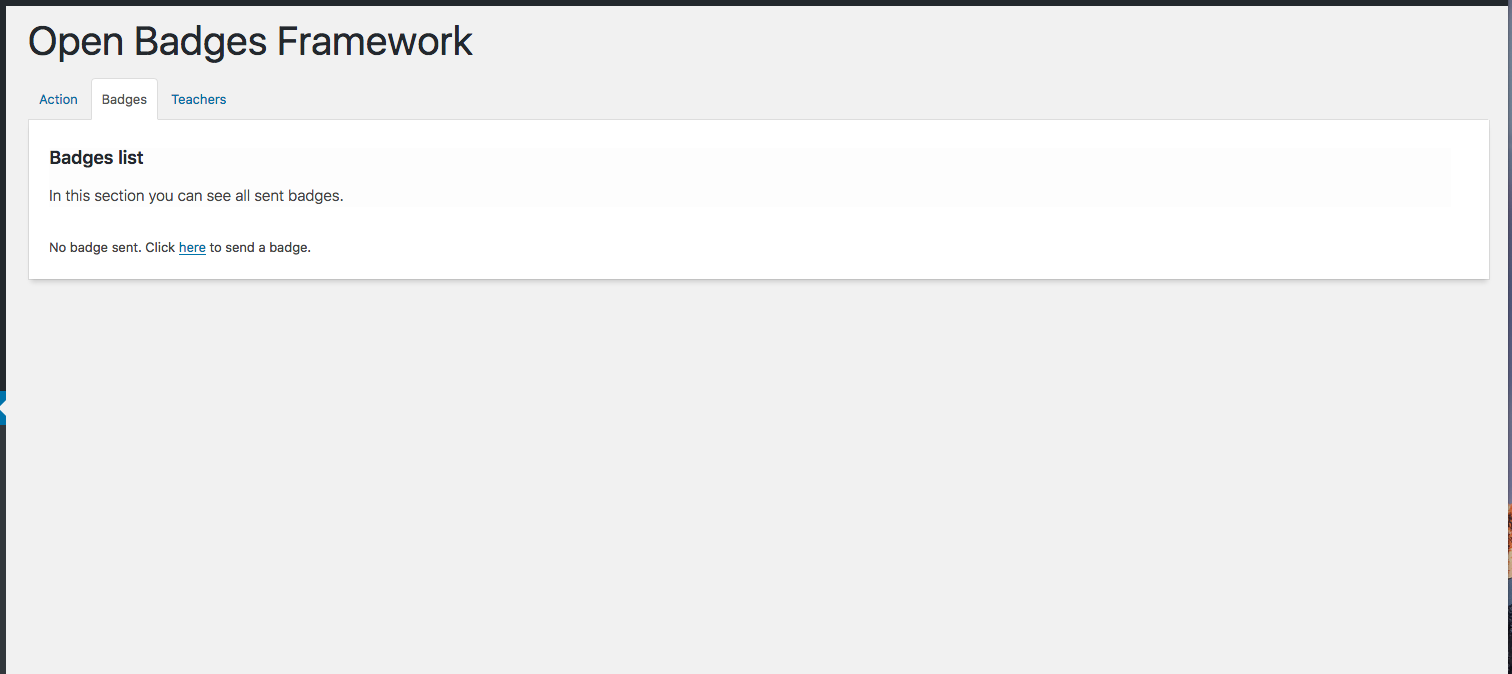 Open Badges Framework
Action Badges Teachers
Badges list
In this section you can see all sent badges.
No badge sent. Click here to send a badge.